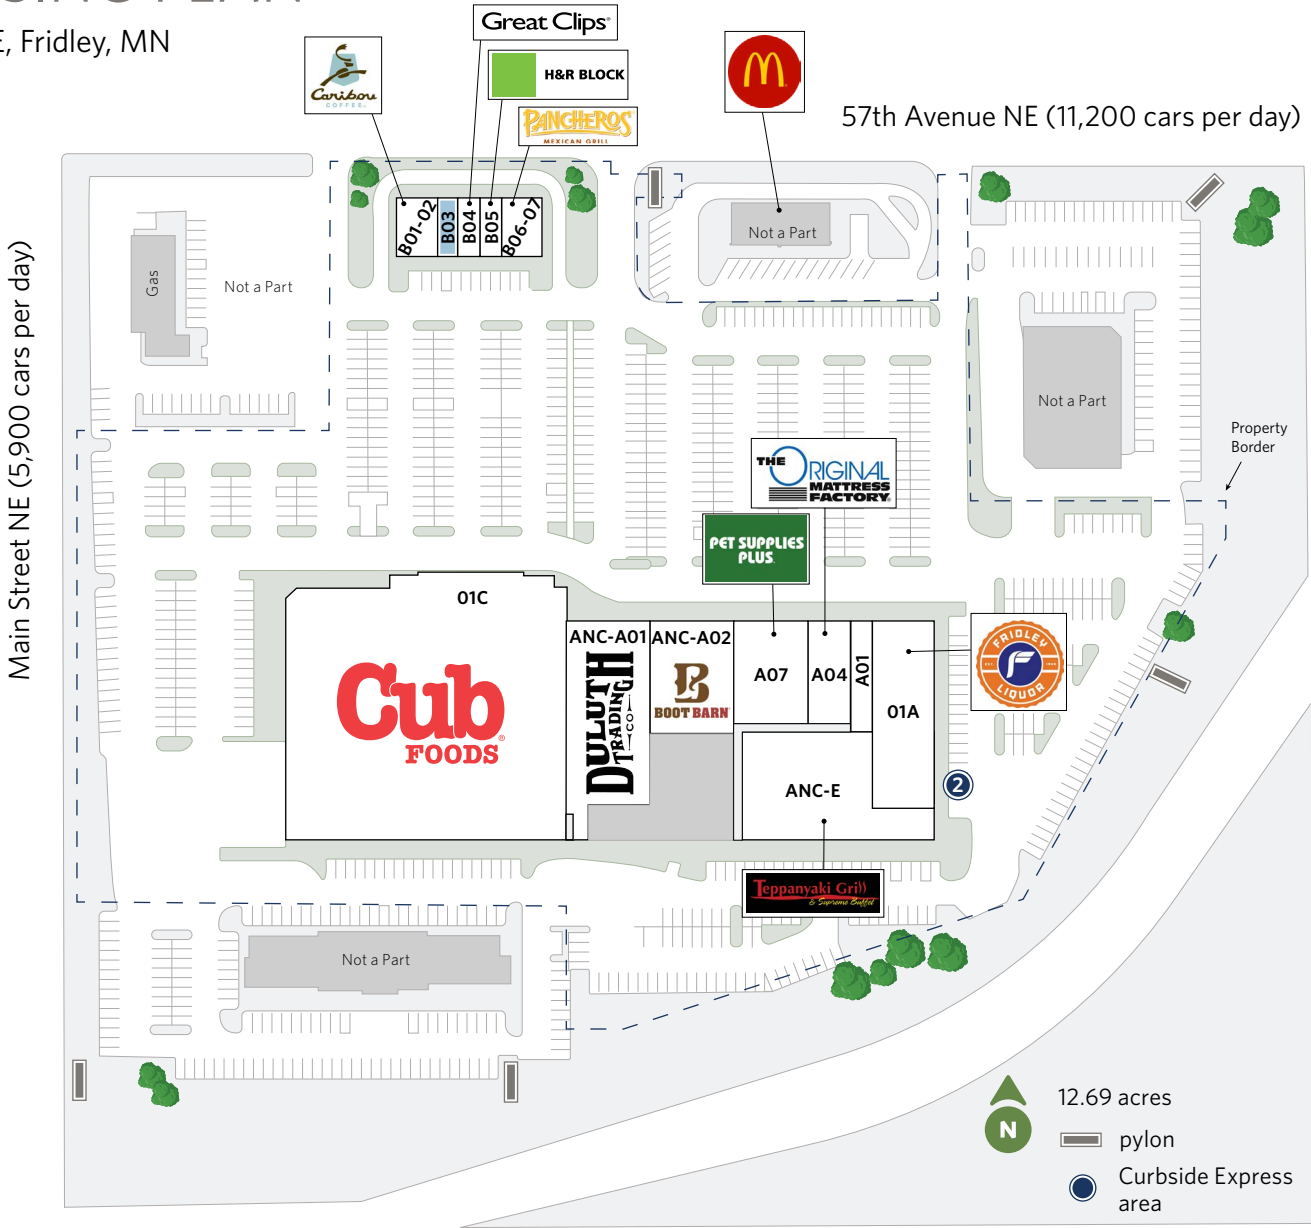 E, Fridley, MN
Great Clips®
Caribou
COFFEE
H&R BLOCK
PANCHEROS
MEXICAN GRILL
57th Avenue NE (11,200 cars per day)
Main Street NE (5,900 cars per day)
B01-02
B03
B04
B05
B06-07
Not a Part
Gas
Not a Part
Not a Part
Property
Border
THE ORIGINAL
MATTRESS
FACTORY
PET SUPPLIES
PLUS
01C
Cub
FOODS®
ANC-A01
DULUTH
TRADING
CO
ANC-A02
B
BOOT BARN
A07
A04
A01
01A
FRIDLEY
F
LIQUOR
ANC-E
2
Teppanyaki Grill
& Supreme Buffet
Not a Part
N
12.69 acres
pylon
Curbside Express
area